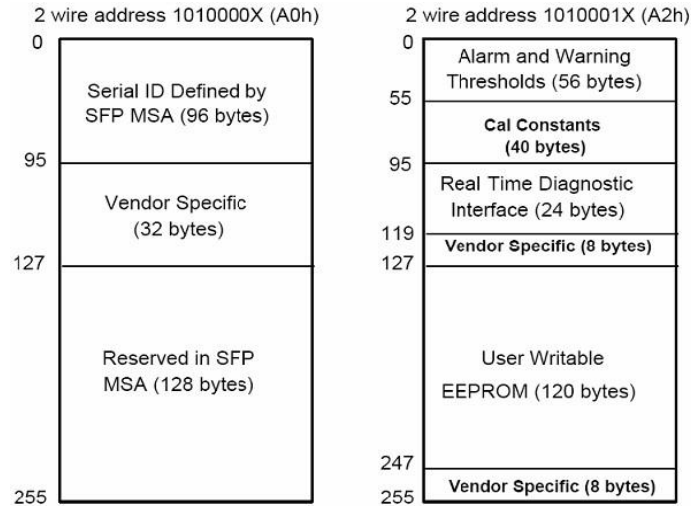 2 wire address 1010000X (A0h)
0
Serial ID Defined by
SFP MSA (96 bytes)
95
Vendor Specific
(32 bytes)
127
Reserved in SFP
MSA (128 bytes)
255
2 wire address 1010001X (A2h)
0
Alarm and Warning
Thresholds (56 bytes)
55
Cal Constants
(40 bytes)
95
Real Time Diagnostic
Interface (24 bytes)
119
Vendor Specific (8 bytes)
127
User Writable
EEPROM (120 bytes)
247
Vendor Specific (8 bytes)
255